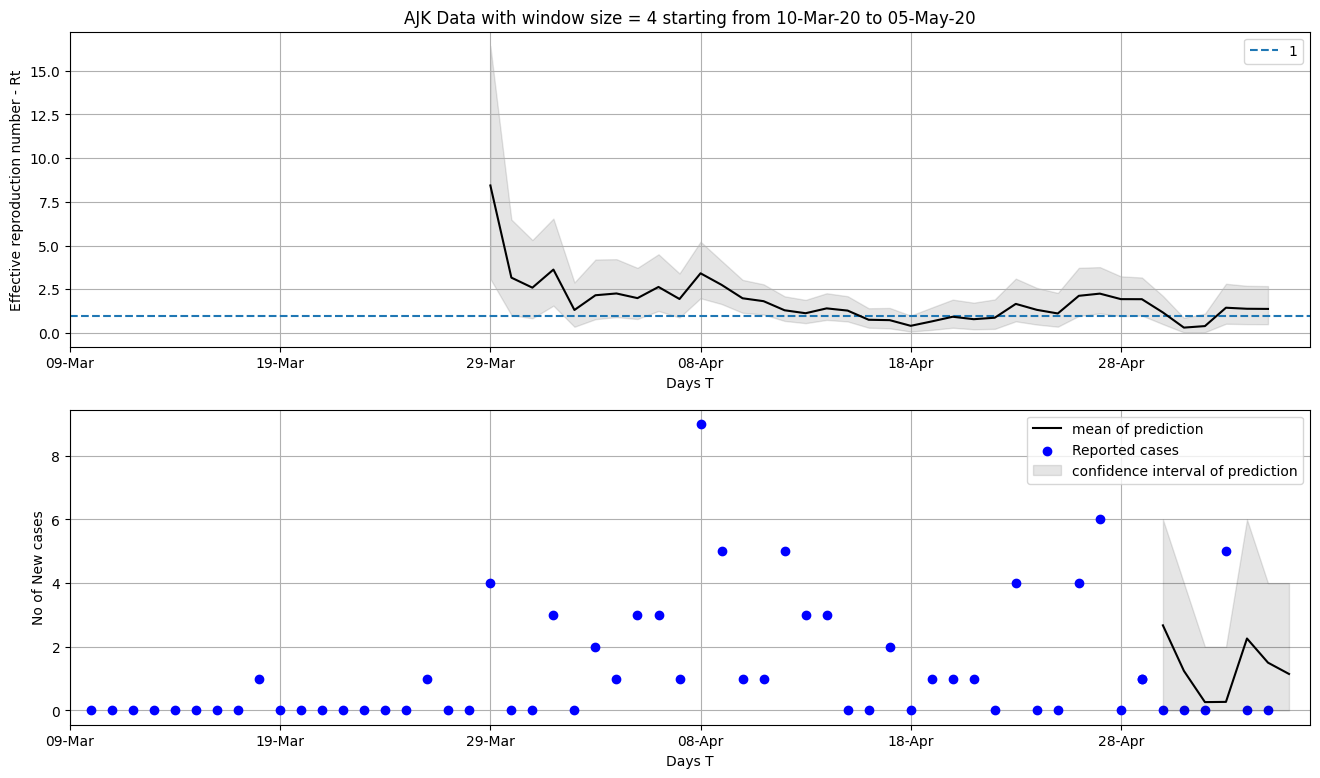 AJK Data with window size = 4 starting from 10-Mar-20 to 05-May-20
Effective reproduction number - Rt
15.0
12.5
10.0
7.5
5.0
2.5
0.0
1
09-Mar 19-Mar 29-Mar 08-Apr 18-Apr 28-Apr
Days T
No of New cases
8
6
4
2
0
mean of prediction
Reported cases
confidence interval of prediction
09-Mar 19-Mar 29-Mar 08-Apr 18-Apr 28-Apr
Days T